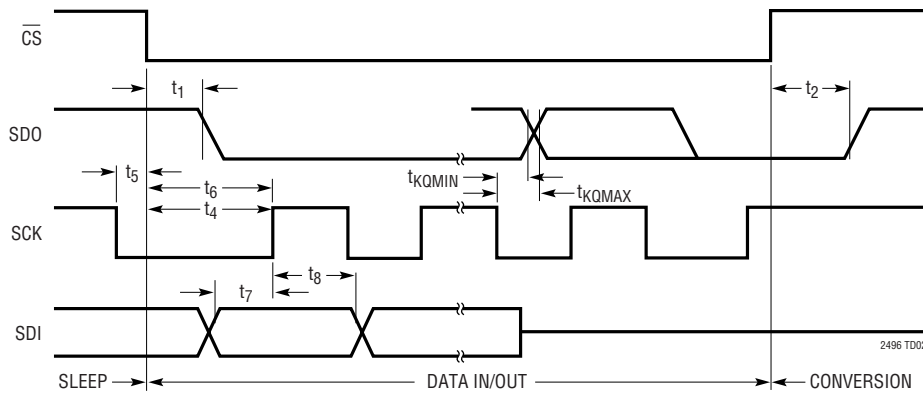 CS
t1
t2
SDO
t5
t6
tKQMIN
t4
tKQMAX
SCK
t8
t7
SDI
2496 TD02
SLEEP DATA IN/OUT CONVERSION